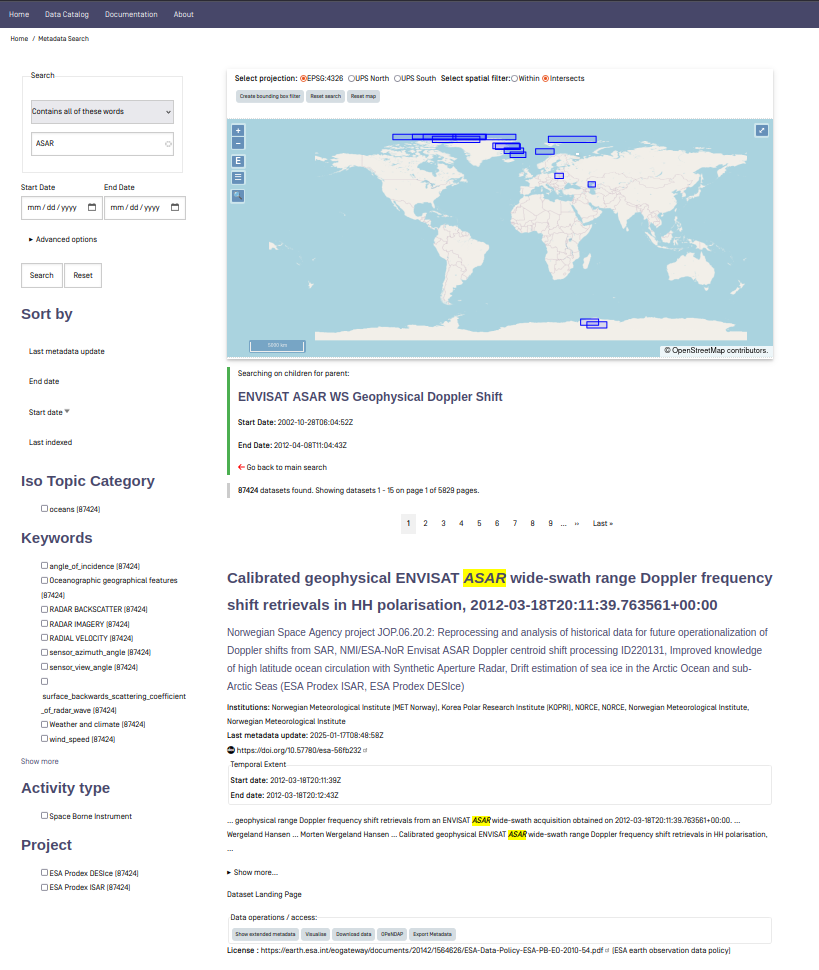 Home Data Catalog Documentation About
Home / Metadata Search
Search
Contains all of these words
ASAR
Start Date End Date
mm / dd / yyyy mm / dd / yyyy
▸ Advanced options
Search Reset
Sort by
Last metadata update
End date
Start date
Last indexed
Iso Topic Category
oceans (87424)
Keywords
angle_of_incidence (87424)
Oceanographic geographical features
(87424)
RADAR BACKSCATTER (87424)
RADAR IMAGERY (87424)
RADIAL VELOCITY (87424)
sensor_azimuth_angle (87424)
sensor_view_angle (87424)
surface_backwards_scattering_coefficient
_of_radar_wave (87424)
Weather and climate (87424)
wind_speed (87424)
Show more
Activity type
Space Borne Instrument
Project
ESA Prodex DESIce (87424)
ESA Prodex ISAR (87424)
Select projection: EPSG:4326 UPS North UPS South Select spatial filter: Within Intersects
Create bounding box filter Reset search Reset map
+
−
E
5000 km
© OpenStreetMap contributors.
Searching on children for parent:
ENVISAT ASAR WS Geophysical Doppler Shift
Start Date: 2002-10-28T06:04:52Z
End Date: 2012-04-08T11:04:43Z
← Go back to main search
87424 datasets found. Showing datasets 1 - 15 on page 1 of 5829 pages.
1 2 3 4 5 6 7 8 9 ... ›› Last »
Calibrated geophysical ENVISAT ASAR wide-swath range Doppler frequency
shift retrievals in HH polarisation, 2012-03-18T20:11:39.763561+00:00
Norwegian Space Agency project JOP.06.20.2: Reprocessing and analysis of historical data for future operationalization of
Doppler shifts from SAR, NMI/ESA-NoR Envisat ASAR Doppler centroid shift processing ID220131, Improved knowledge
of high latitude ocean circulation with Synthetic Aperture Radar, Drift estimation of sea ice in the Arctic Ocean and sub-
Arctic Seas (ESA Prodex ISAR, ESA Prodex DESIce)
Institutions: Norwegian Meteorological Institute (MET Norway), Korea Polar Research Institute (KOPRI), NORCE, NORCE, Norwegian Meteorological Institute,
Norwegian Meteorological Institute
Last metadata update: 2025-01-17T08:48:58Z
https://doi.org/10.57780/esa-56fb232
Temporal Extent
Start date: 2012-03-18T20:11:39Z
End date: 2012-03-18T20:12:43Z
... geophysical range Doppler frequency shift retrievals from an ENVISAT ASAR wide-swath acquisition obtained on 2012-03-18T20:11:39.763561+00:00. ...
Wergeland Hansen ... Morten Wergeland Hansen ... Calibrated geophysical ENVISAT ASAR wide-swath range Doppler frequency shift retrievals in HH polarisation,
...
▸ Show more...
Dataset Landing Page
Data operations / access:
Show extended metadata Visualise Download data OPeNDAP Export Metadata
License : https://earth.esa.int/eogateway/documents/20142/1564626/ESA-Data-Policy-ESA-PB-EO-2010-54.pdf (ESA earth observation data policy)